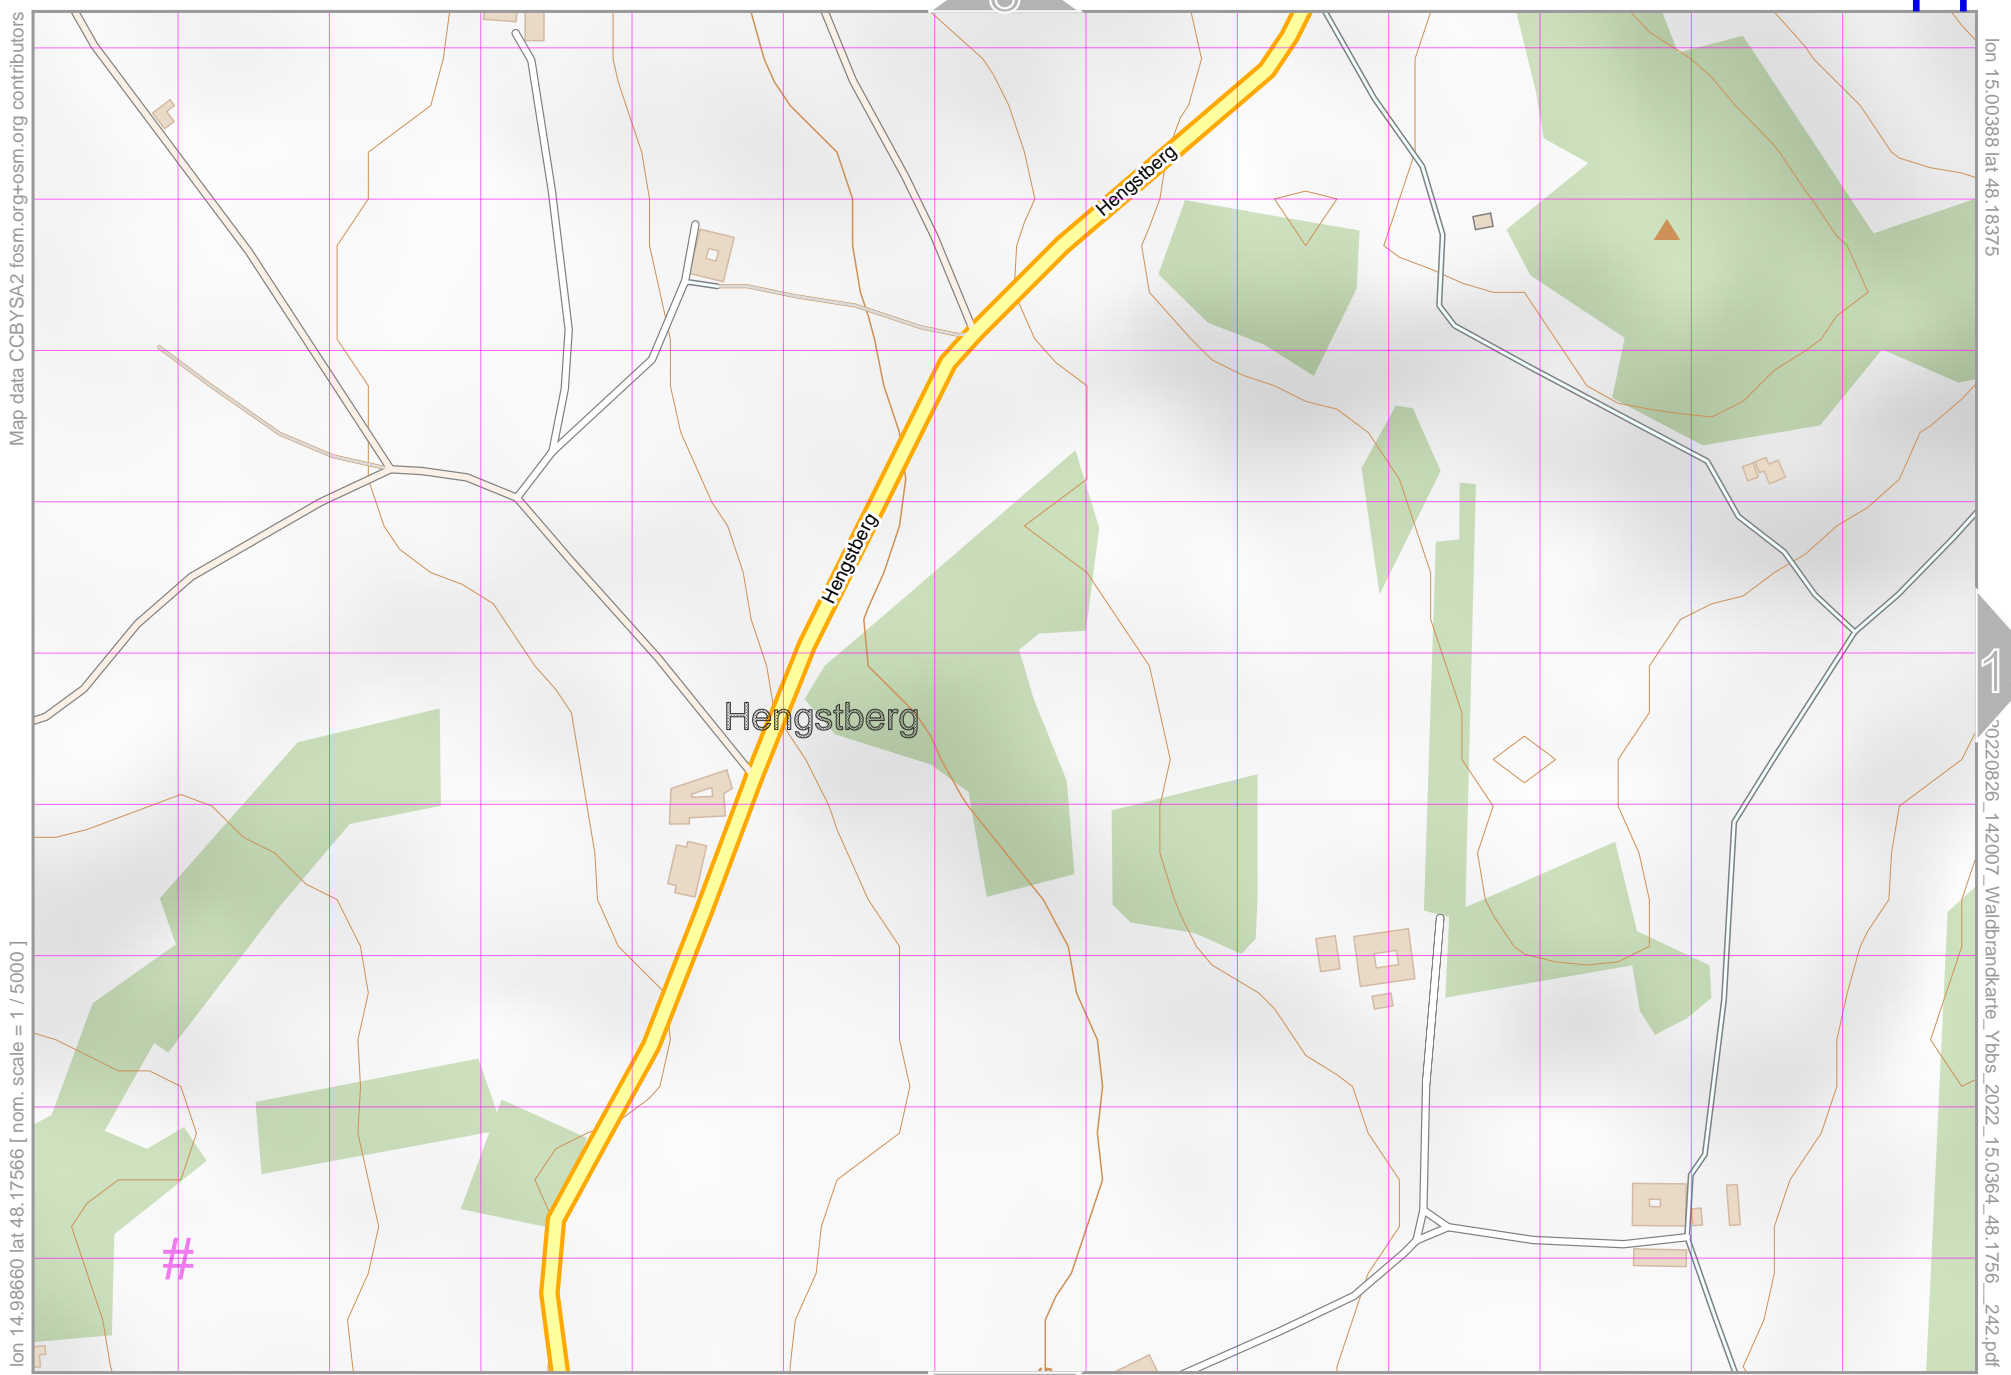 Map data CCBYSA2 fosm.org+osm.org contributors
lon 14.98660 lat 48.17566 [ nom. scale = 1 / 5000 ]
lon 15.00388 lat 48.18375
1
20220826_142007_Waldbrandkarte_Ybbs_2022_15.0364_48.1756__242.pdf
Hengstberg
Hengstberg
Hengstberg
#